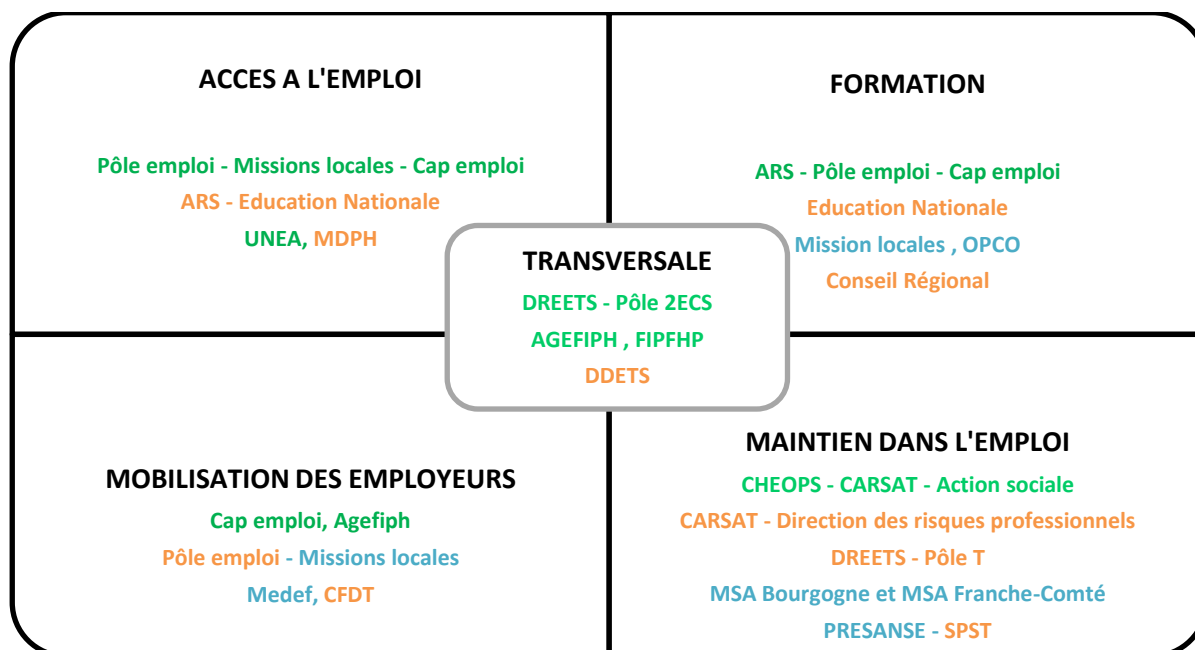 ACCES A L'EMPLOI
Pôle emploi - Missions locales - Cap emploi
ARS - Education Nationale
UNEA, MDPH
FORMATION
ARS - Pôle emploi - Cap emploi
Education Nationale
Mission locales , OPCO
Conseil Régional
TRANSVERSALE
DREETS - Pôle 2ECS
AGEFIPH , FIPFHP
DDETS
MOBILISATION DES EMPLOYEURS
Cap emploi, Agefiph
Pôle emploi - Missions locales
Medef, CFDT
MAINTIEN DANS L'EMPLOI
CHEOPS - CARSAT - Action sociale
CARSAT - Direction des risques professionnels
DREETS - Pôle T
MSA Bourgogne et MSA Franche-Comté
PRESANSE - SPST